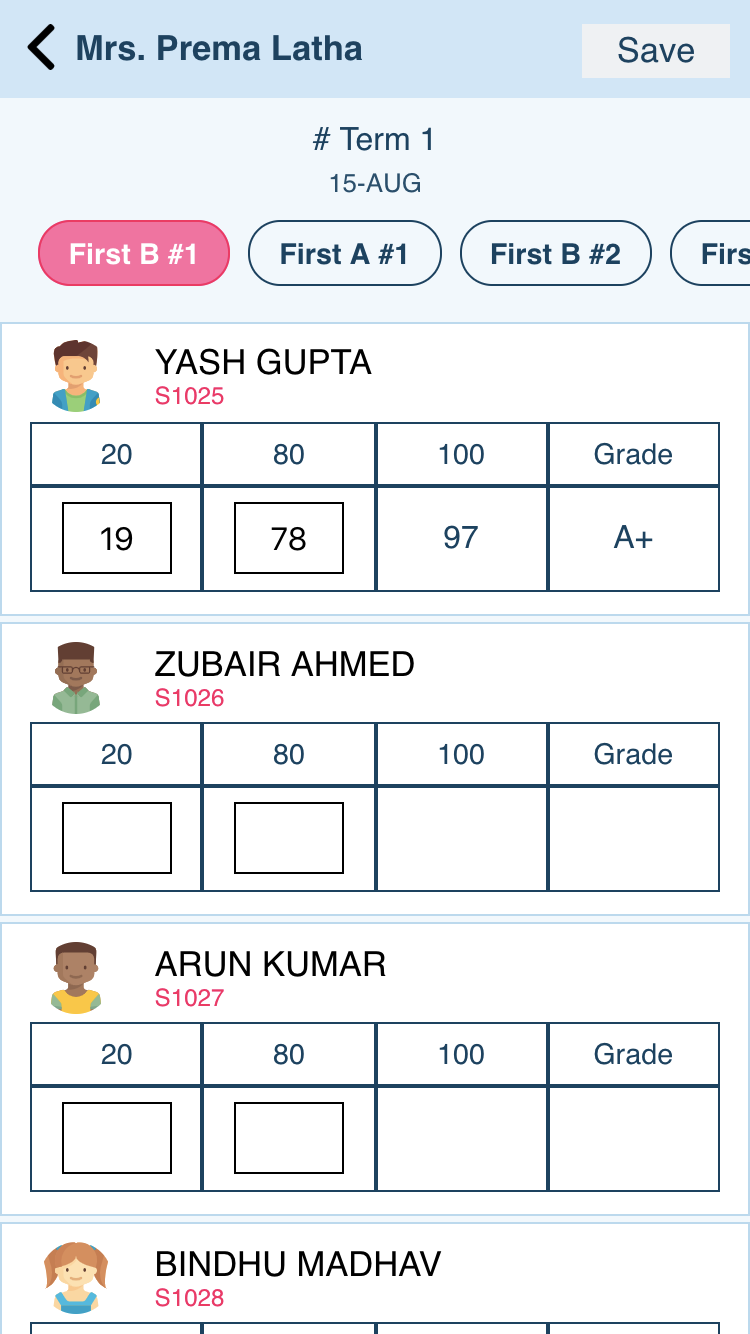 Mrs. Prema Latha Save
# Term 1
15-AUG
First B #1 First A #1 First B #2 Firs
YASH GUPTA
S1025
20 80 100 Grade
19 78 97 A+
ZUBAIR AHMED
S1026
20 80 100 Grade
ARUN KUMAR
S1027
20 80 100 Grade
BINDHU MADHAV
S1028